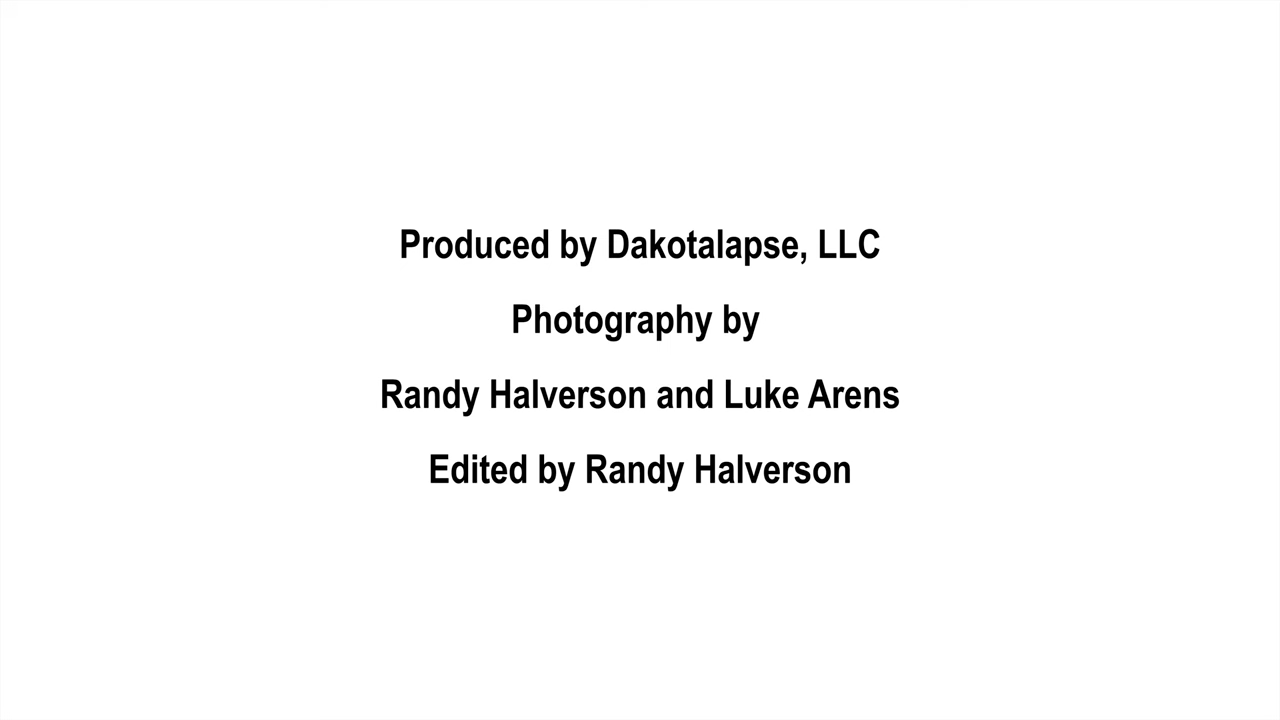 Produced by Dakotalapse, LLC
Photography by
Randy Halverson and Luke Arens
Edited by Randy Halverson